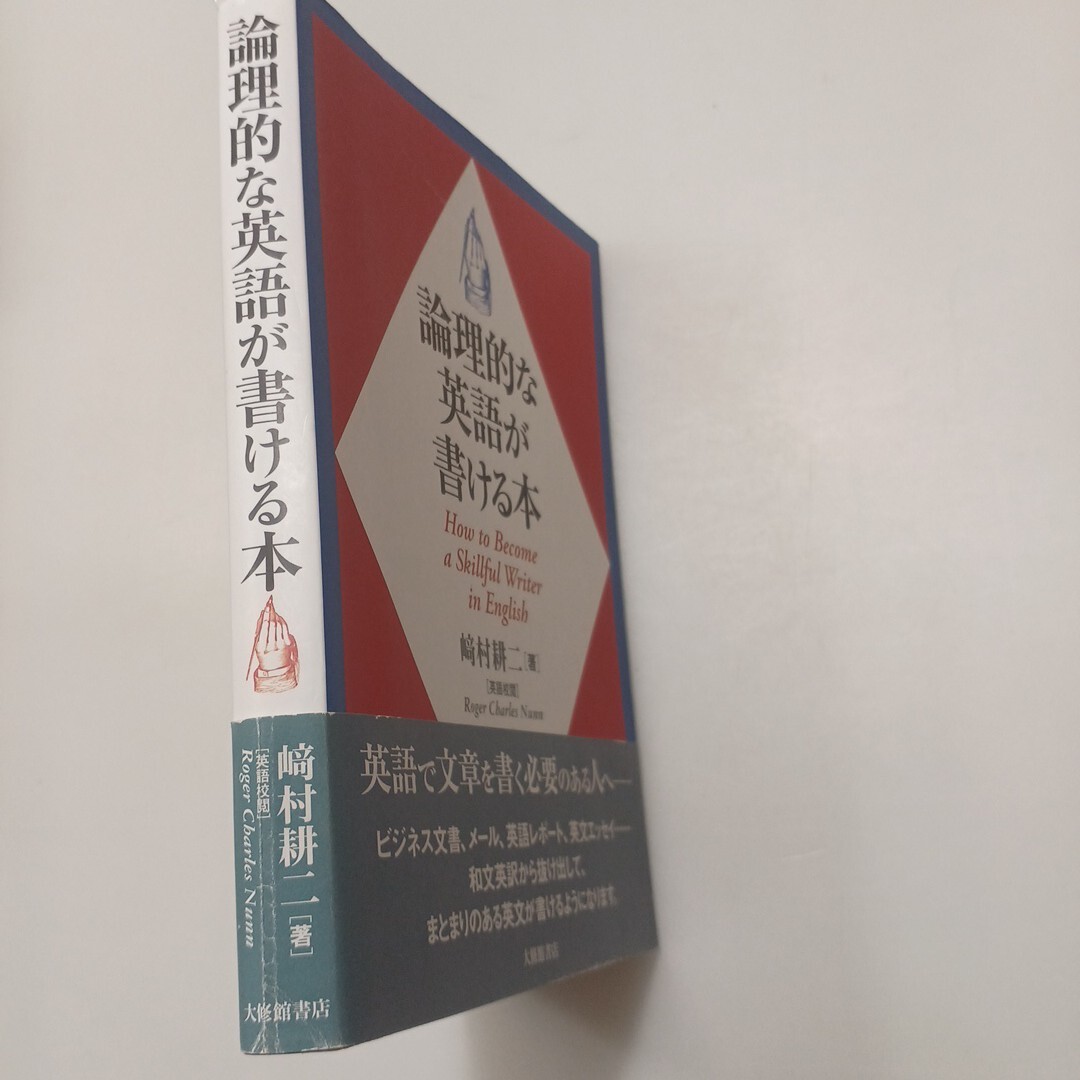 論理的な英語が書ける本
﨑村耕二[著]
[英語校閲]
Roger Charles Nunn
大修館書店
論理的な
英語が
書ける本
How to Become
a Skillful Writer
in English
﨑村耕二[著]
[英語校閲]
Roger Charles Nunn
英語で文章を書く必要のある人へ――
ビジネス文書、メール、英語レポート、英文エッセイ――
和文英訳から抜け出して、
まとまりのある英文が書けるようになります。
大修館書店